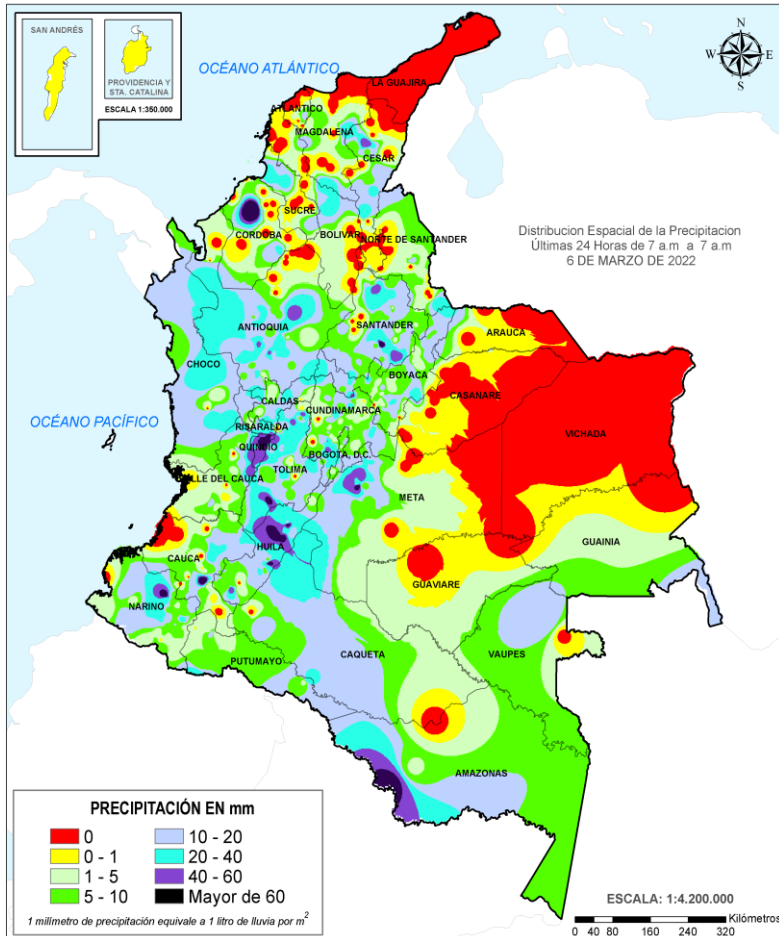 SAN ANDRÉS
PROVIDENCIA Y
STA. CATALINA
ESCALA 1:350.000
OCÉANO ATLÁNTICO
N
W
E
S
LA GUAJIRA
ATLANTICO
MAGDALENA
CESAR
SUCRE
CORDOBA
BOLIVAR
NORTE DE SANTANDER
Distribucion Espacial de la Precipitacion
Últimas 24 Horas de 7 a.m a 7 a.m
6 DE MARZO DE 2022
ANTIOQUIA
SANTANDER
ARAUCA
CHOCO
BOYACA
CASANARE
CALDAS
CUNDINAMARCA
OCÉANO PACÍFICO
RISARALDA
VICHADA
QUINDIO
BOGOTA, D.C.
TOLIMA
VALLE DEL CAUCA
META
GUAINIA
HUILA
CAUCA
GUAVIARE
NARINO
CAQUETA
VAUPES
PUTUMAYO
AMAZONAS
PRECIPITACIÓN EN mm
0
10 - 20
0 - 1
20 - 40
1 - 5
40 - 60
5 - 10
Mayor de 60
1 milímetro de precipitación equivale a 1 litro de lluvia por m²
ESCALA: 1:4.200.000
Kilómetros
0 40 80 160 240 320